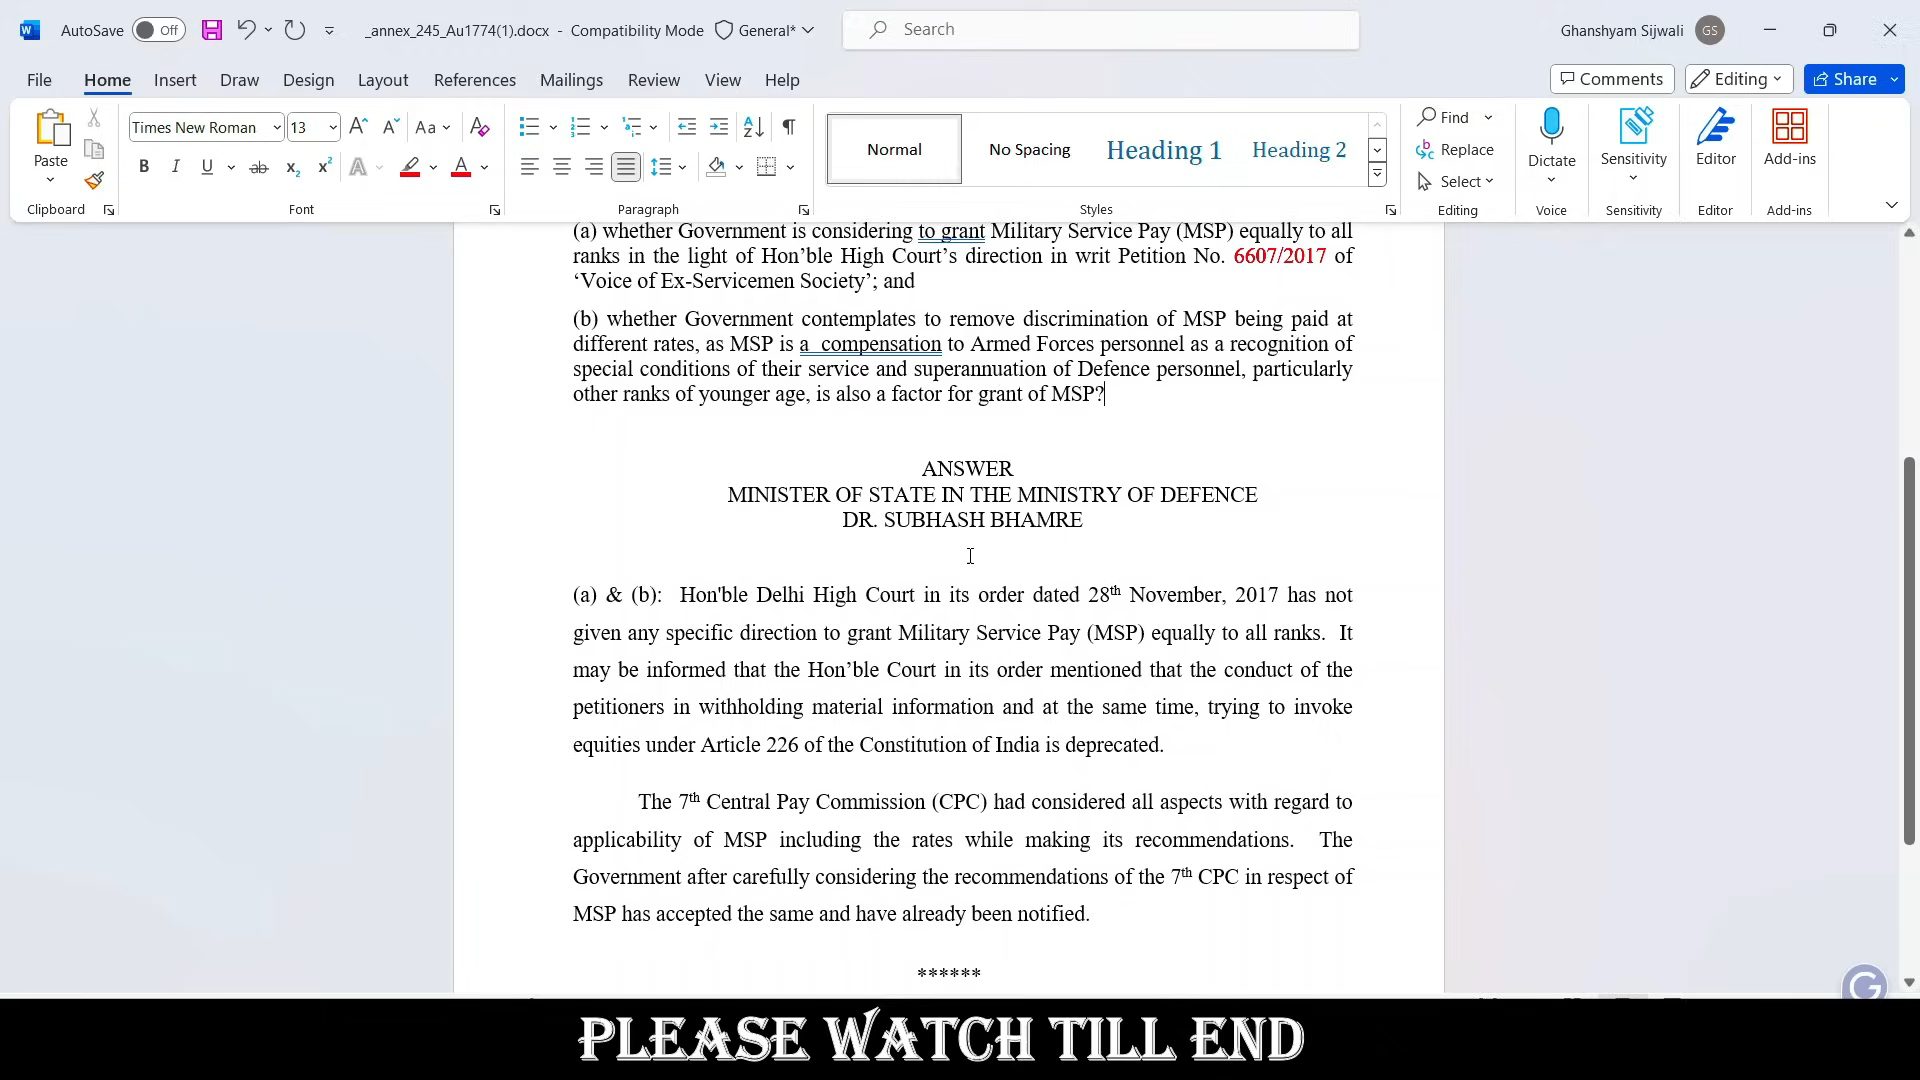 AutoSave Off _annex_245_Au1774(1).docx - Compatibility Mode General* Search Ghanshyam Sijwali GS
File Home Insert Draw Design Layout References Mailings Review View Help Comments Editing Share
Paste Times New Roman 13 Aa Normal No Spacing Heading 1 Heading 2 Find Replace Select Dictate Sensitivity Editor Add-ins
Clipboard Font Paragraph Styles Editing Voice Sensitivity Editor Add-ins
(a) whether Government is considering to grant Military Service Pay (MSP) equally to all
ranks in the light of Hon’ble High Court’s direction in writ Petition No. 6607/2017 of
‘Voice of Ex-Servicemen Society’; and
(b) whether Government contemplates to remove discrimination of MSP being paid at
different rates, as MSP is a compensation to Armed Forces personnel as a recognition of
special conditions of their service and superannuation of Defence personnel, particularly
other ranks of younger age, is also a factor for grant of MSP?
ANSWER
MINISTER OF STATE IN THE MINISTRY OF DEFENCE
DR. SUBHASH BHAMRE
(a) & (b): Hon'ble Delhi High Court in its order dated 28th November, 2017 has not
given any specific direction to grant Military Service Pay (MSP) equally to all ranks. It
may be informed that the Hon’ble Court in its order mentioned that the conduct of the
petitioners in withholding material information and at the same time, trying to invoke
equities under Article 226 of the Constitution of India is deprecated.
The 7th Central Pay Commission (CPC) had considered all aspects with regard to
applicability of MSP including the rates while making its recommendations. The
Government after carefully considering the recommendations of the 7th CPC in respect of
MSP has accepted the same and have already been notified.
******
PLEASE WATCH TILL END